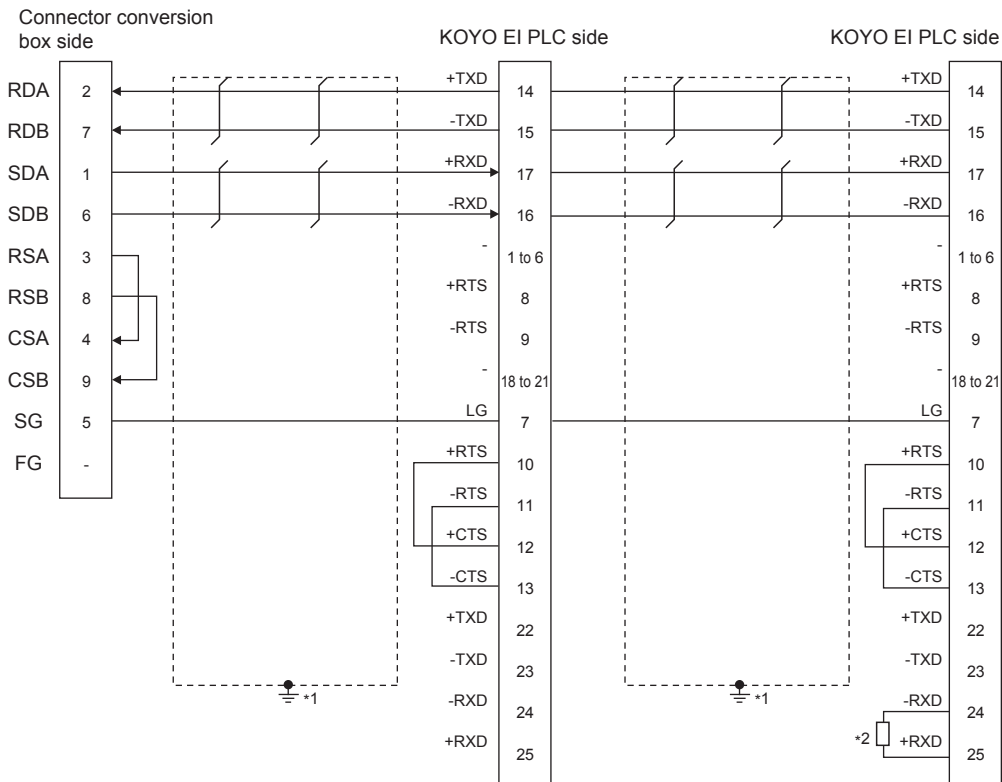 Connector conversion
box side
KOYO EI PLC side
KOYO EI PLC side
RDA 2 +TXD 14 +TXD 14
RDB 7 -TXD 15 -TXD 15
SDA 1 +RXD 17 +RXD 17
SDB 6 -RXD 16 -RXD 16
RSA 3 - 1 to 6 - 1 to 6
RSB 8 +RTS 8 +RTS 8
CSA 4 -RTS 9 -RTS 9
CSB 9 - 18 to 21 - 18 to 21
SG 5 LG 7 LG 7
FG - +RTS 10 +RTS 10
-RTS 11 -RTS 11
+CTS 12 +CTS 12
-CTS 13 -CTS 13
+TXD 22 +TXD 22
-TXD 23 -TXD 23
*1 -RXD 24 *1 -RXD 24
+RXD 25 *2 +RXD 25